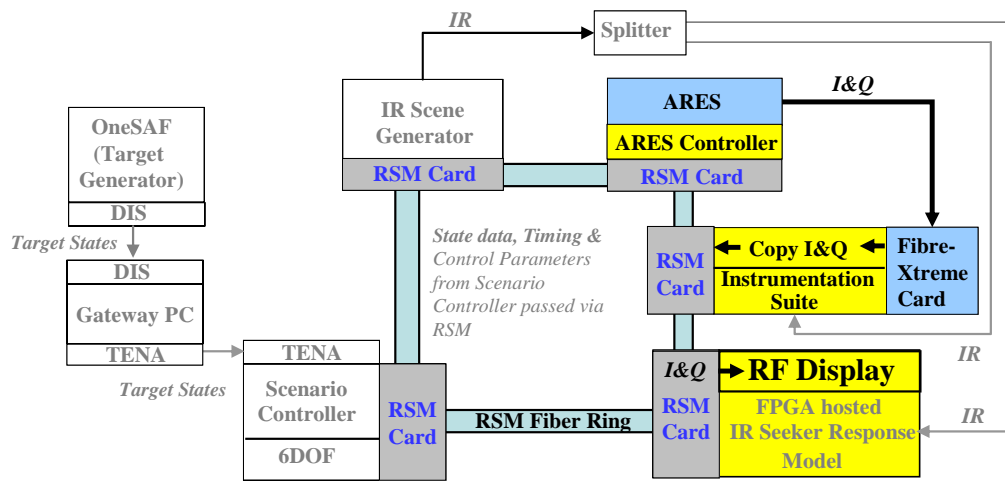 IR
Splitter
OneSAF
(Target
Generator)
DIS
Target States
DIS
Gateway PC
TENA
Target States
IR Scene
Generator
RSM Card
ARES
ARES Controller
RSM Card
I&Q
State data, Timing &
Control Parameters
from Scenario
Controller passed via
RSM
RSM
Card
Copy I&Q
Instrumentation
Suite
Fibre-
Xtreme
Card
IR
TENA
Scenario
Controller
6DOF
RSM
Card
RSM Fiber Ring
I&Q
RSM
Card
RF Display
FPGA hosted
IR Seeker Response
Model
IR